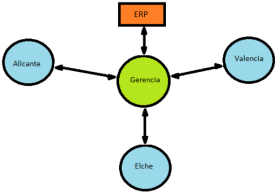 ERP
Alicante
Gerencia
Valencia
Elche